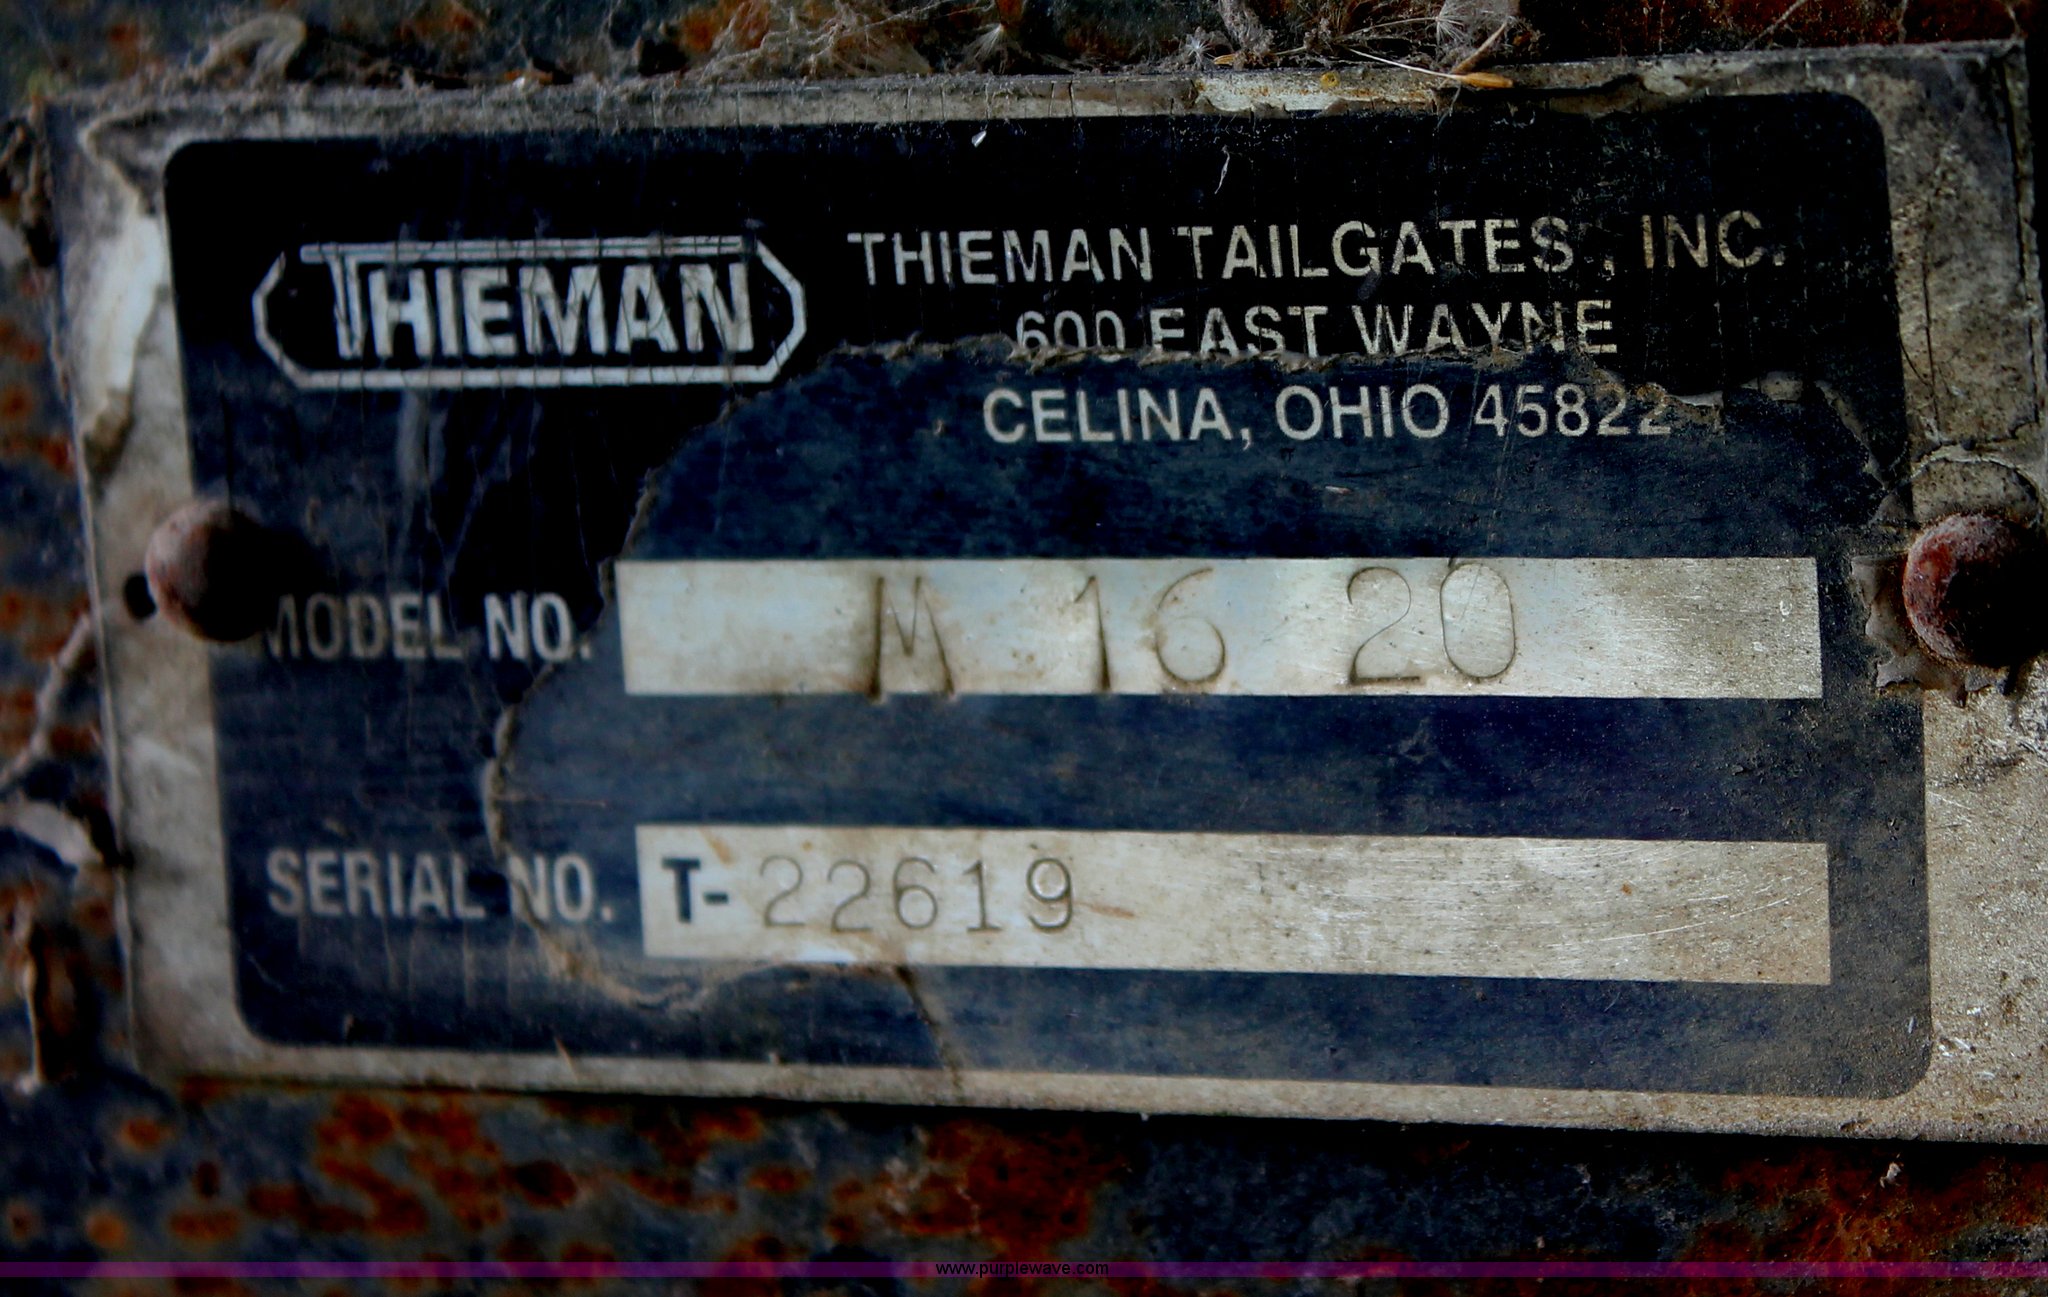 THIEMAN
THIEMAN TAILGATES, INC.
600 EAST WAYNE
CELINA, OHIO 45822
MODEL NO. M 16 20
SERIAL NO. T-22619
www.purplewave.com